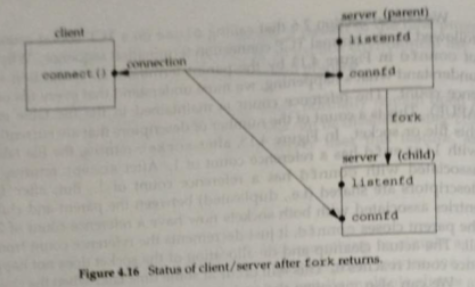 client
connect()
connection
server (parent)
listenfd
connfd
fork
server (child)
listenfd
connfd
Figure 4.16 Status of client/server after fork returns.